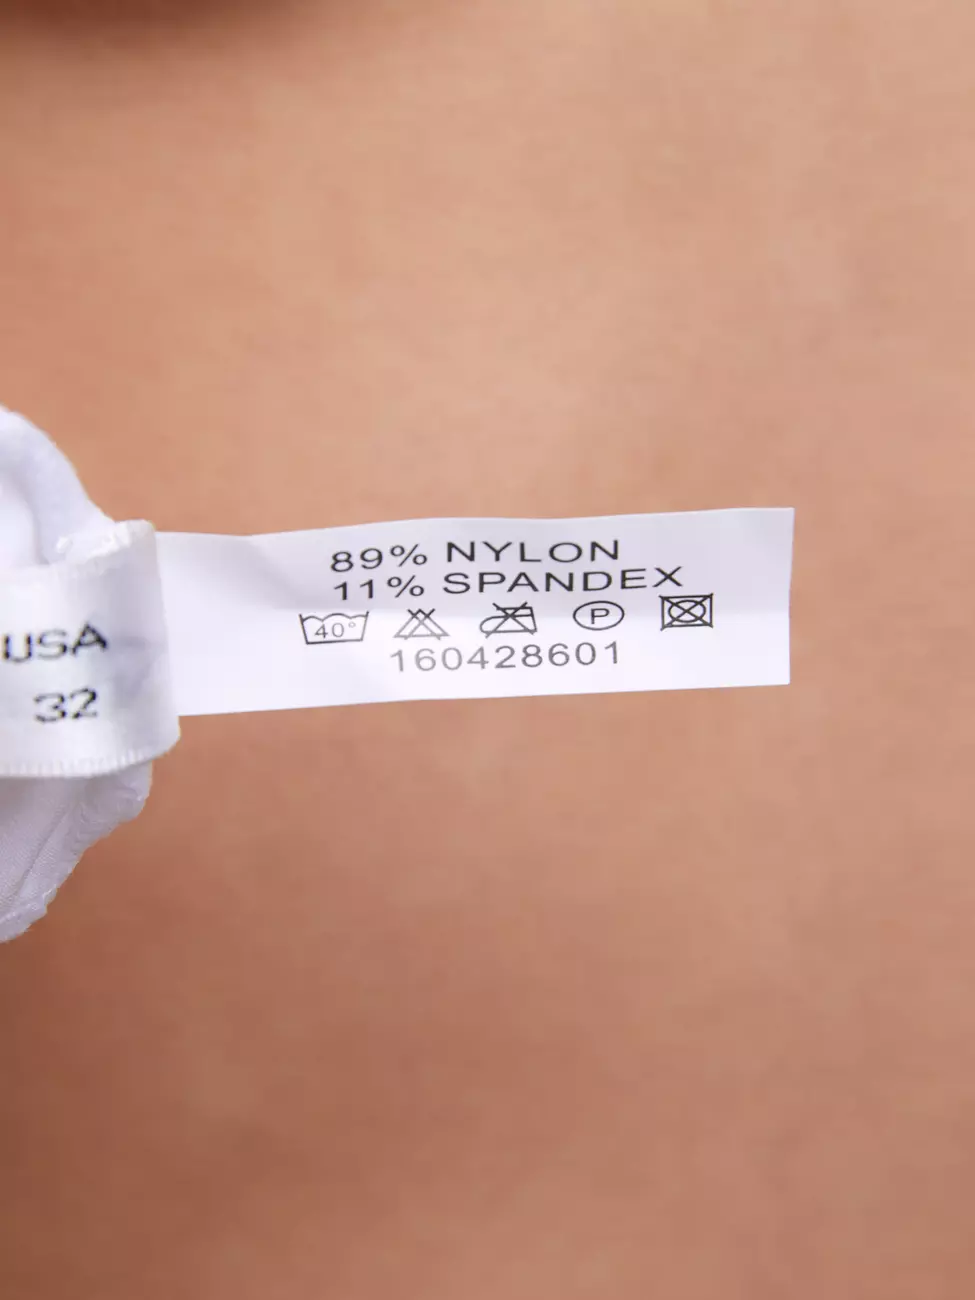 89% NYLON
11% SPANDEX
40°
P
160428601
USA
32